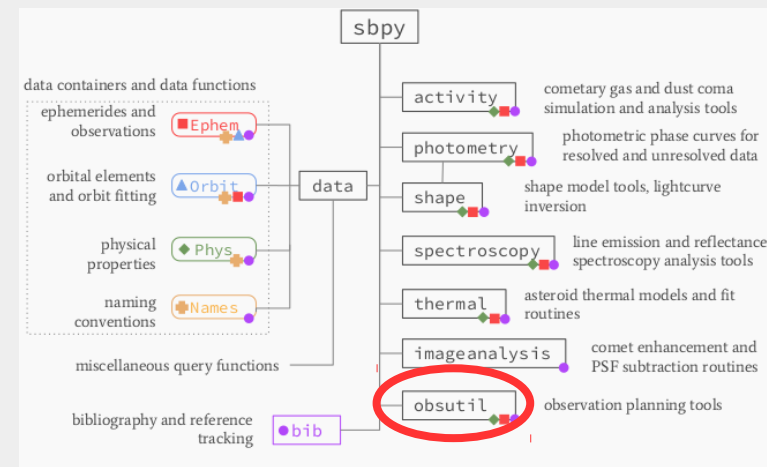 sbpy
data containers and data functions
ephemerides and
observations
Ephem
orbital elements
and orbit fitting
Orbit
physical
properties
Phys
naming
conventions
Names
miscellaneous query functions
bibliography and reference
tracking
bib
data
activity
cometary gas and dust coma
simulation and analysis tools
photometry
photometric phase curves for
resolved and unresolved data
shape
shape model tools, lightcurve
inversion
spectroscopy
line emission and reflectance
spectroscopy analysis tools
thermal
asteroid thermal models and fit
routines
imageanalysis
comet enhancement and
PSF subtraction routines
obsutil
observation planning tools